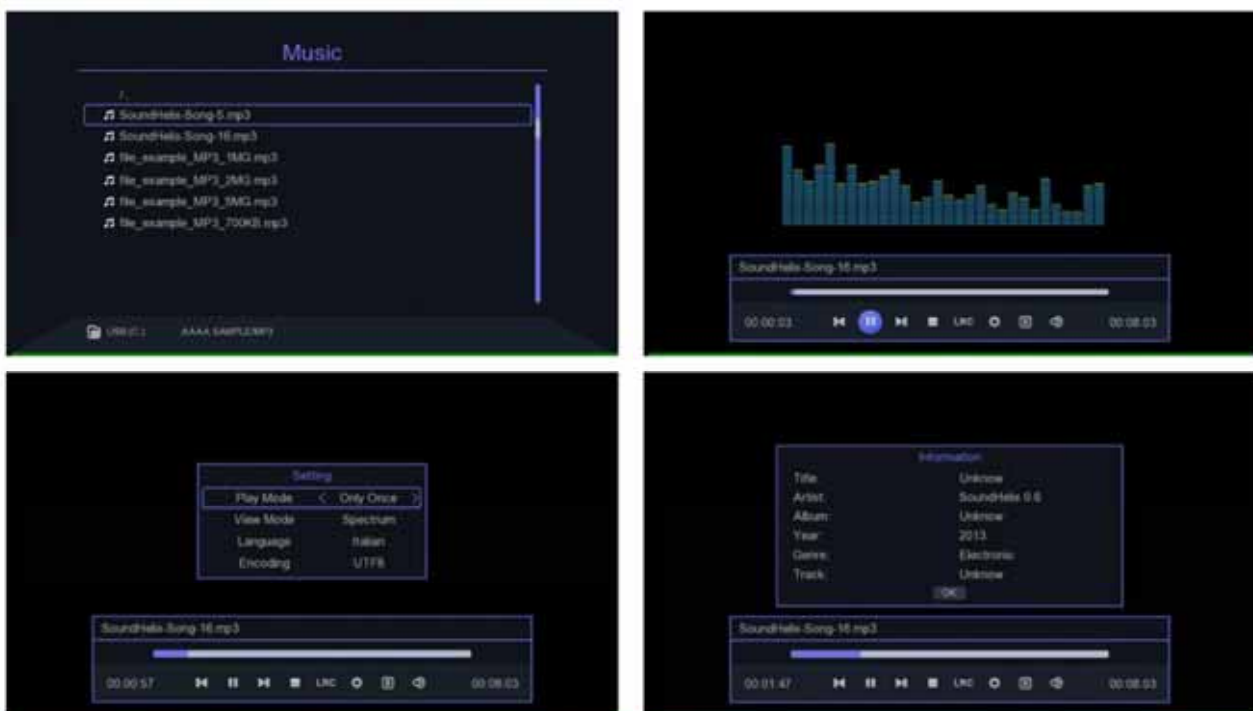 Music
/..
SoundHelix-Song-5.mp3
SoundHelix-Song-16.mp3
file_example_MP3_1MG.mp3
file_example_MP3_2MG.mp3
file_example_MP3_5MG.mp3
file_example_MP3_700KB.mp3
USB(C:) AAAA SAMPLE/MP3
SoundHelix-Song-16.mp3
00:00:03 LRC 00:08:03
Setting
Play Mode < Only Once >
View Mode Spectrum
Language Italian
Encoding UTF8
SoundHelix-Song-16.mp3
00:00:57 LRC 00:08:03
Information
Title: Unknow
Artist: SoundHelix 0.6
Album: Unknow
Year: 2013
Genre: Electronic
Track: Unknow
OK
SoundHelix-Song-16.mp3
00:01:47 LRC 00:08:03